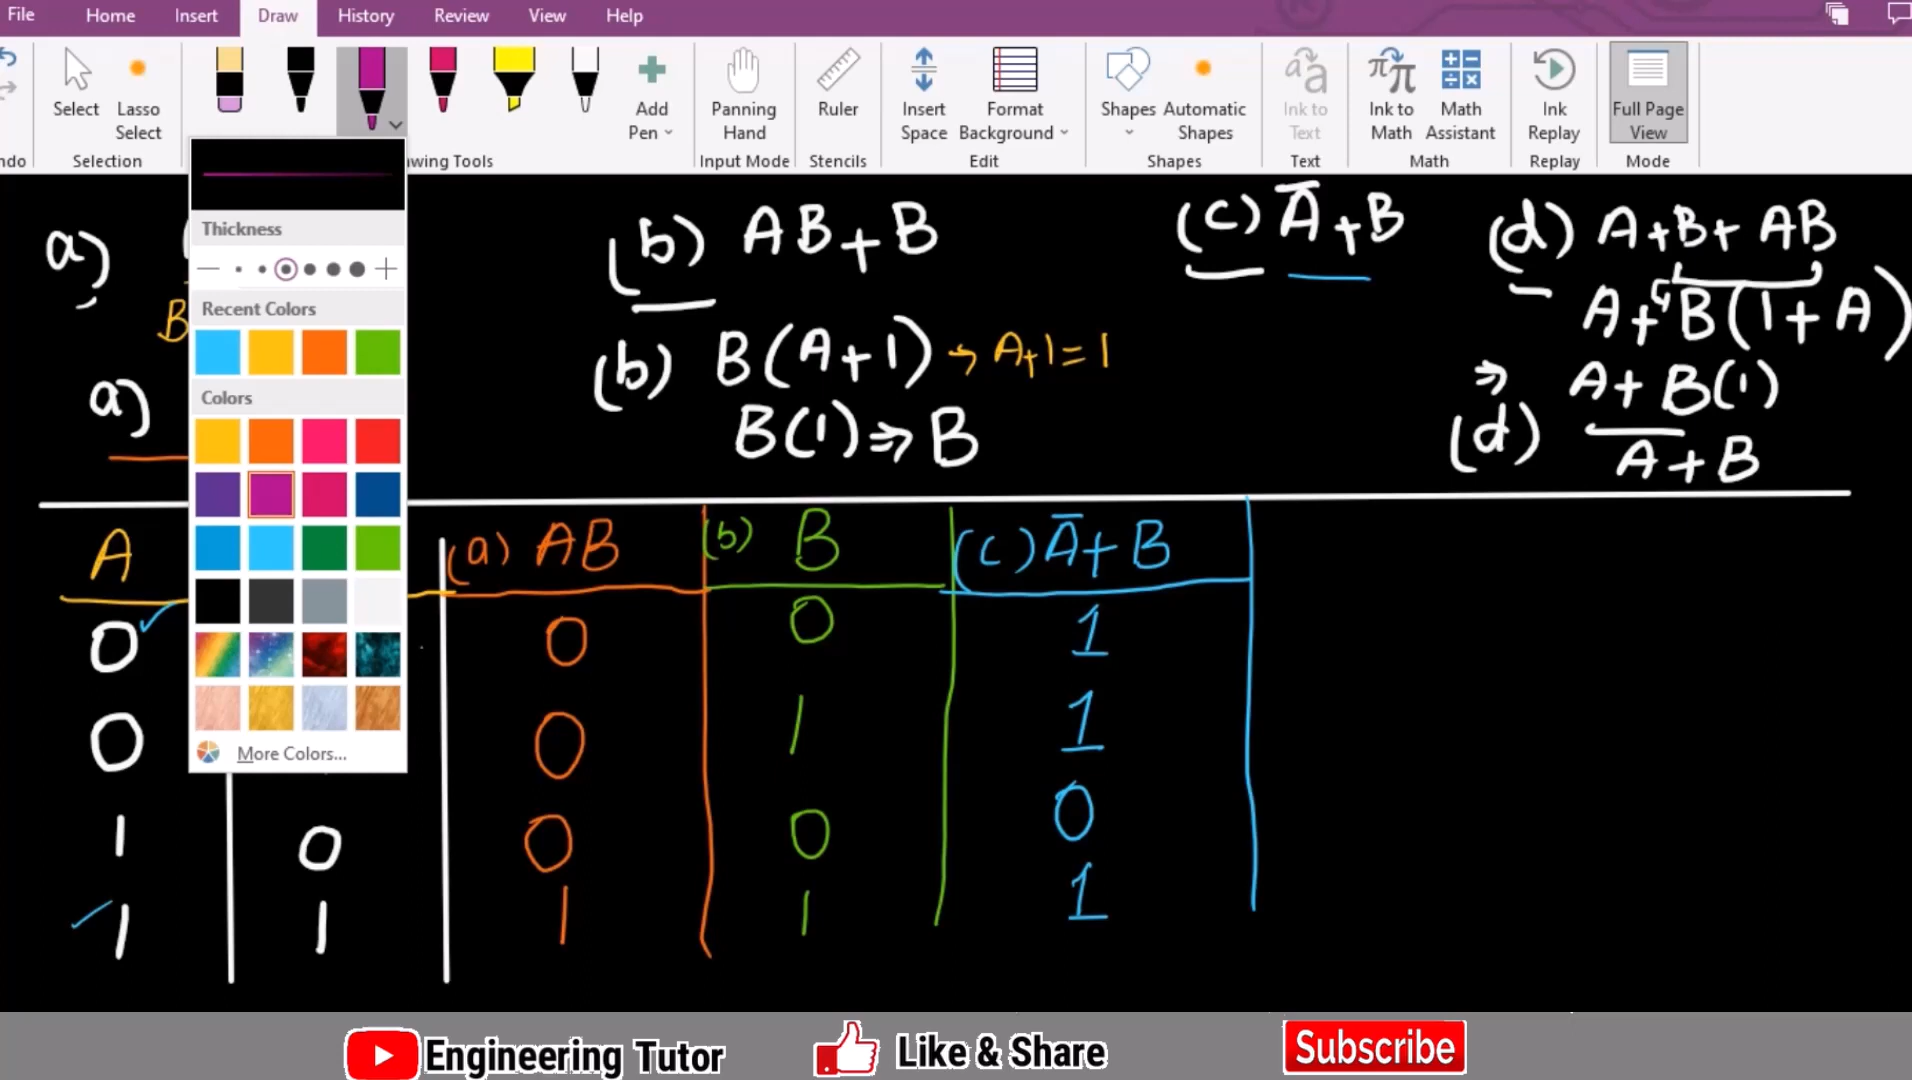 File Home Insert Draw History Review View Help
Select Lasso Select Add Pen Panning Hand Ruler Insert Space Format Background Shapes Automatic Shapes Ink to Text Ink to Math Math Assistant Ink Replay Full Page View
ndo Selection wing Tools Input Mode Stencils Edit Shapes Text Math Replay Mode
Thickness
Recent Colors
Colors
More Colors...
a) (b) AB+B (c) A̅+B (d) A+B+AB
B
A+B(1+A)
a) (b) B(A+1) → A+1=1
⇒ A+B(1)
B(1)⇒B
(d) A+B
A (a) AB (b) B (c) A̅+B
0 0 0 1
0 0 1 1
1 0 0 0 0
1 1 1 1 1
Engineering Tutor Like & Share Subscribe